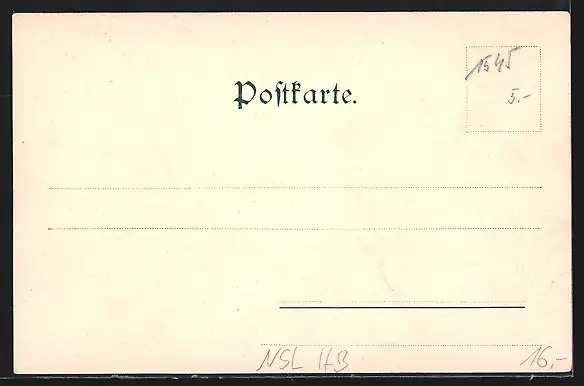 1545
Poſtkarte.
5.-
NSL HB
16,-